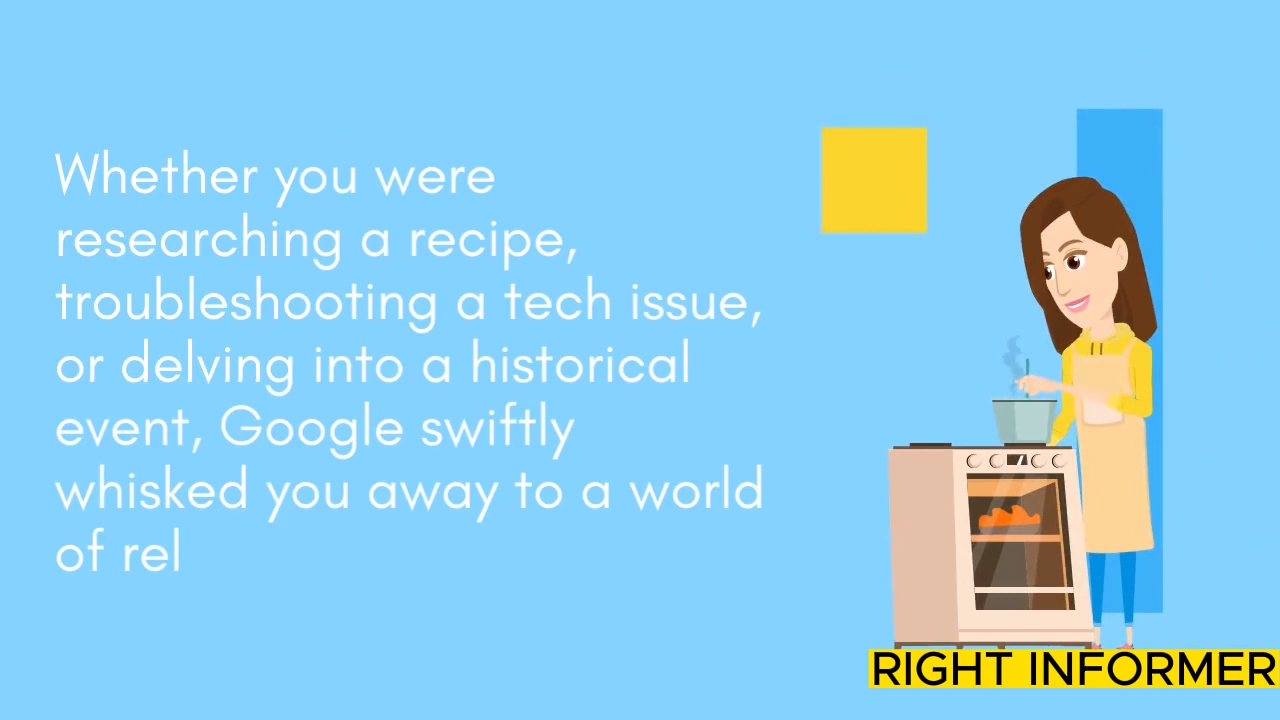 Whether you were
researching a recipe,
troubleshooting a tech issue,
or delving into a historical
event, Google swiftly
whisked you away to a world
of rel
RIGHT INFORMER